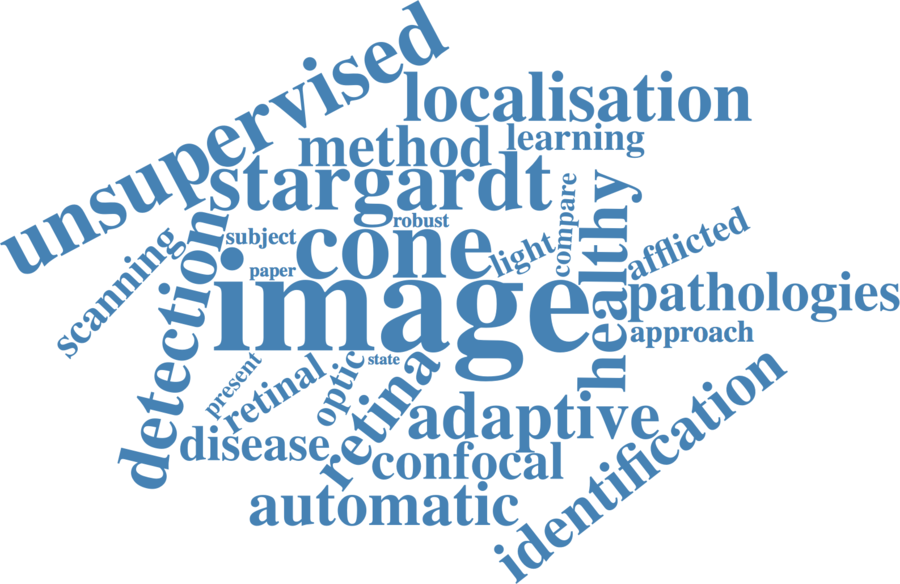 unsupervised
localisation
learning
method
stargardt
robust
compare
healthy
afflicted
scanning
detection
subject
cone
light
paper
image
pathologies
approach
state
present
retinal
optic
retina
adaptive
disease
confocal
identification
automatic